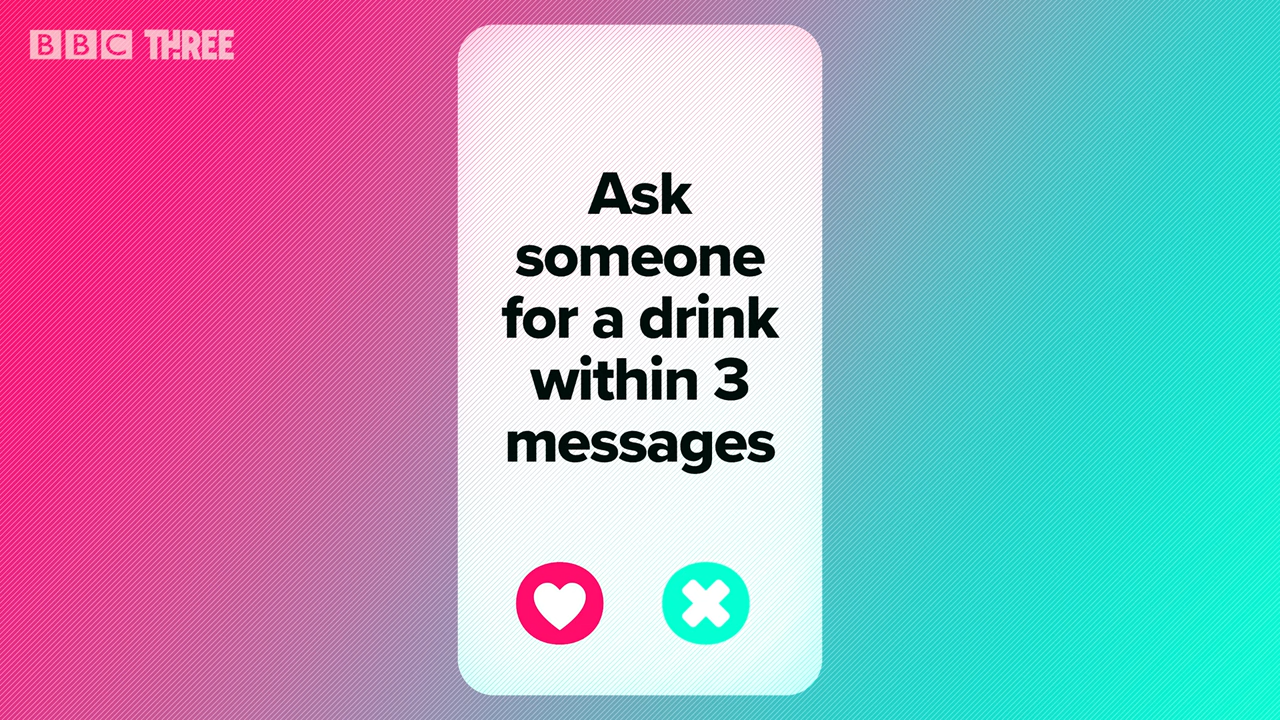 BBC THREE
Ask
someone
for a drink
within 3
messages